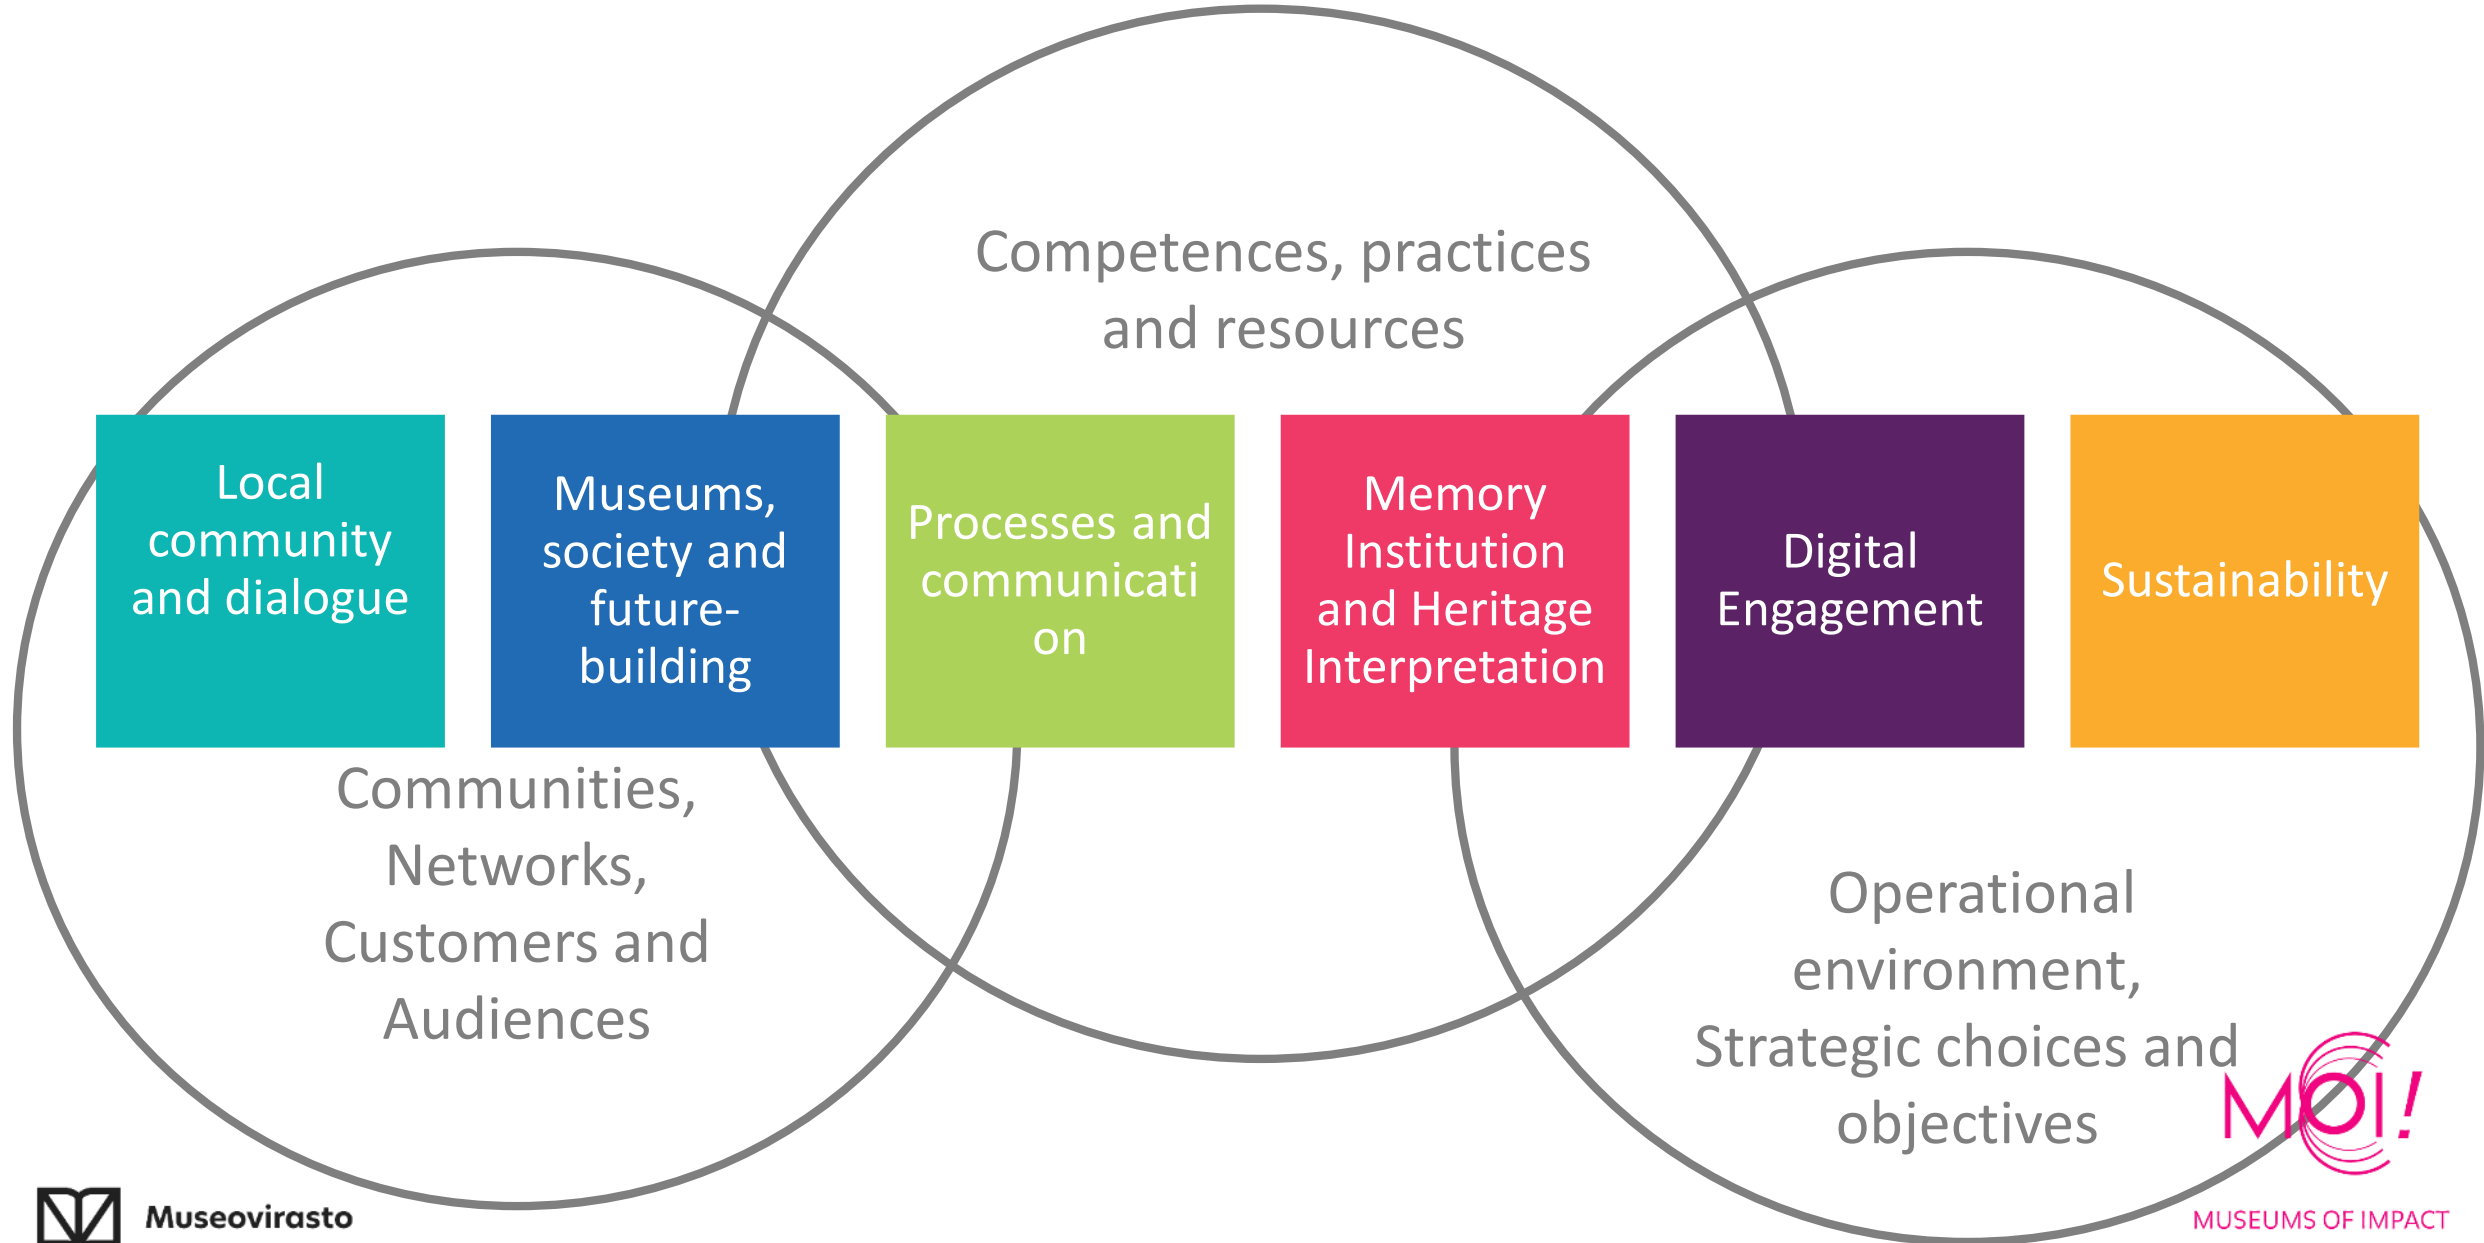 Competences, practices
and resources
Local
community
and dialogue
Museums,
society and
future-
building
Processes and
communicati
on
Memory
Institution
and Heritage
Interpretation
Digital
Engagement
Sustainability
Communities,
Networks,
Customers and
Audiences
Operational
environment,
Strategic choices and
objectives
MOI!
MUSEUMS OF IMPACT
Museovirasto